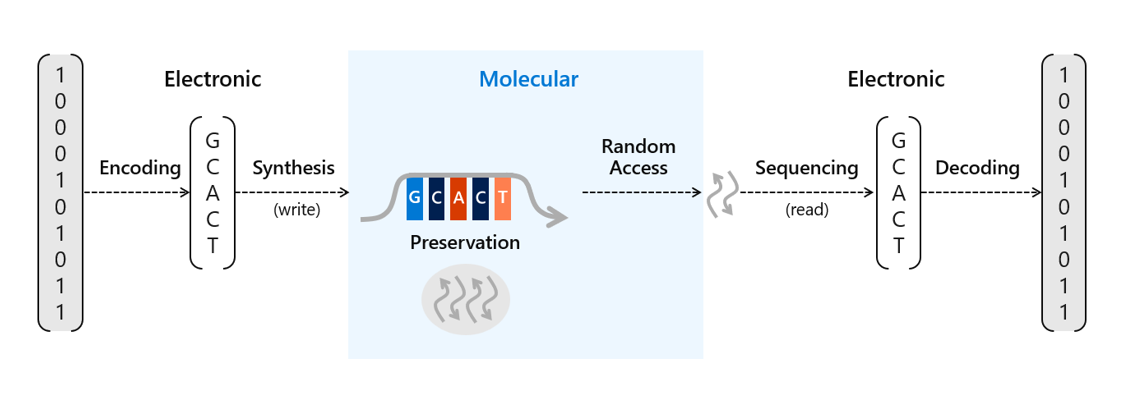 1
0
0
0
1
0
1
0
1
1
Electronic
Encoding
G
C
A
C
T
Synthesis
(write)
Molecular
G C A C T
Preservation
Random
Access
Electronic
Sequencing
(read)
G
C
A
C
T
Decoding
1
0
0
0
1
0
1
0
1
1